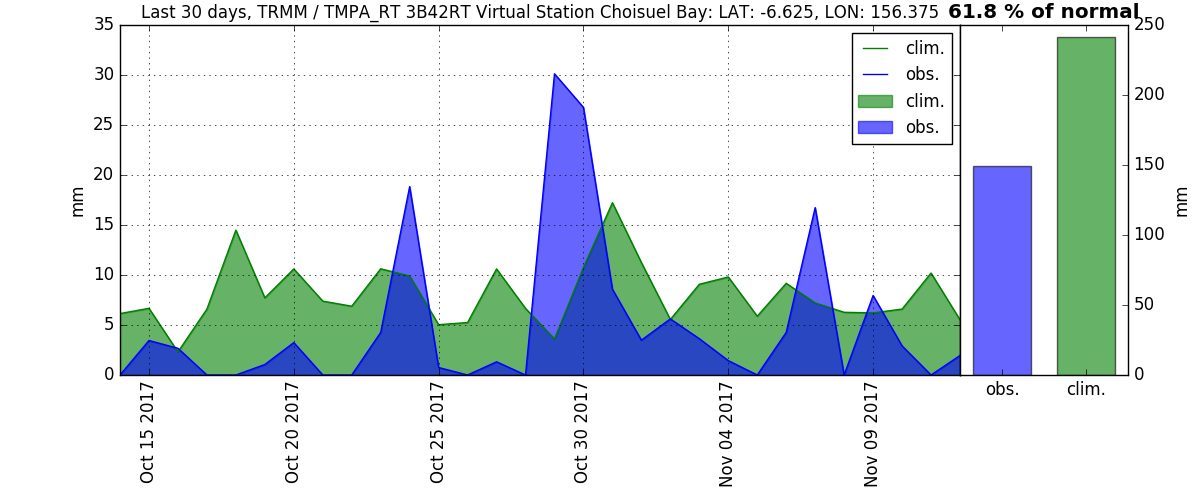 Last 30 days, TRMM / TMPA_RT 3B42RT Virtual Station Choisuel Bay: LAT: -6.625, LON: 156.375
61.8 % of normal
35
30
25
20
15
10
5
0
mm
clim.
obs.
clim.
obs.
Oct 15 2017
Oct 20 2017
Oct 25 2017
Oct 30 2017
Nov 04 2017
Nov 09 2017
250
200
150
100
50
0
mm
obs.
clim.